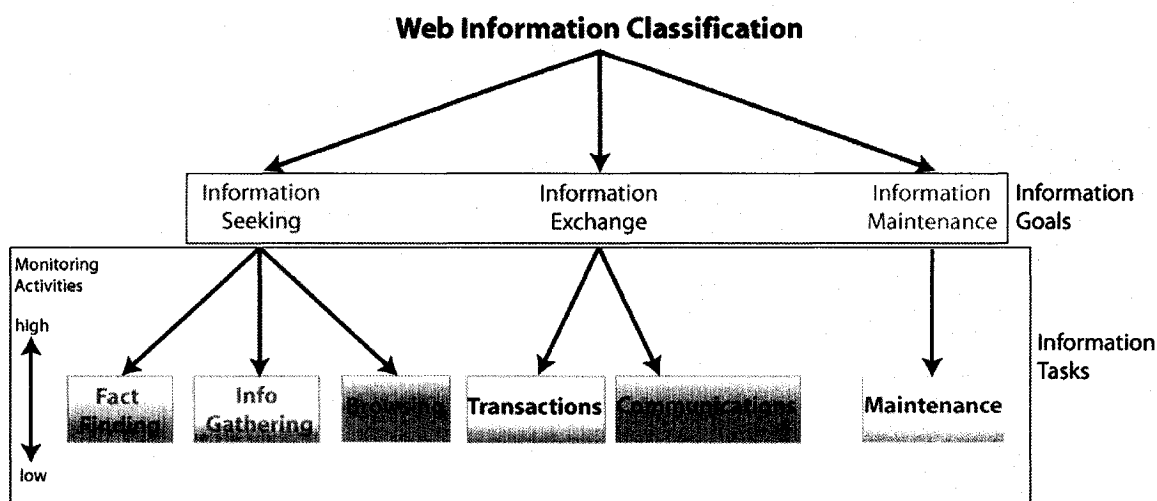 Web Information Classification
Information
Seeking
Information
Exchange
Information
Maintenance
Information
Goals
Monitoring
Activities
high
low
Fact
Finding
Info
Gathering
Browsing
Transactions
Communications
Maintenance
Information
Tasks